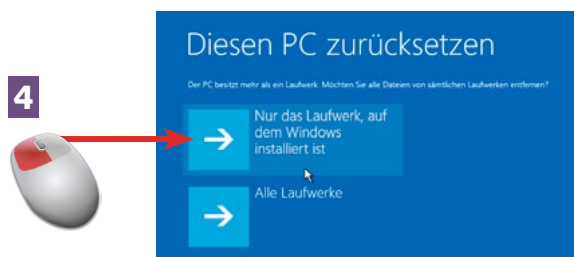 Diesen PC zurücksetzen
Der PC besitzt mehr als ein Laufwerk. Möchten Sie alle Dateien von sämtlichen Laufwerken entfernen?
4
Nur das Laufwerk, auf
dem Windows
installiert ist
Alle Laufwerke